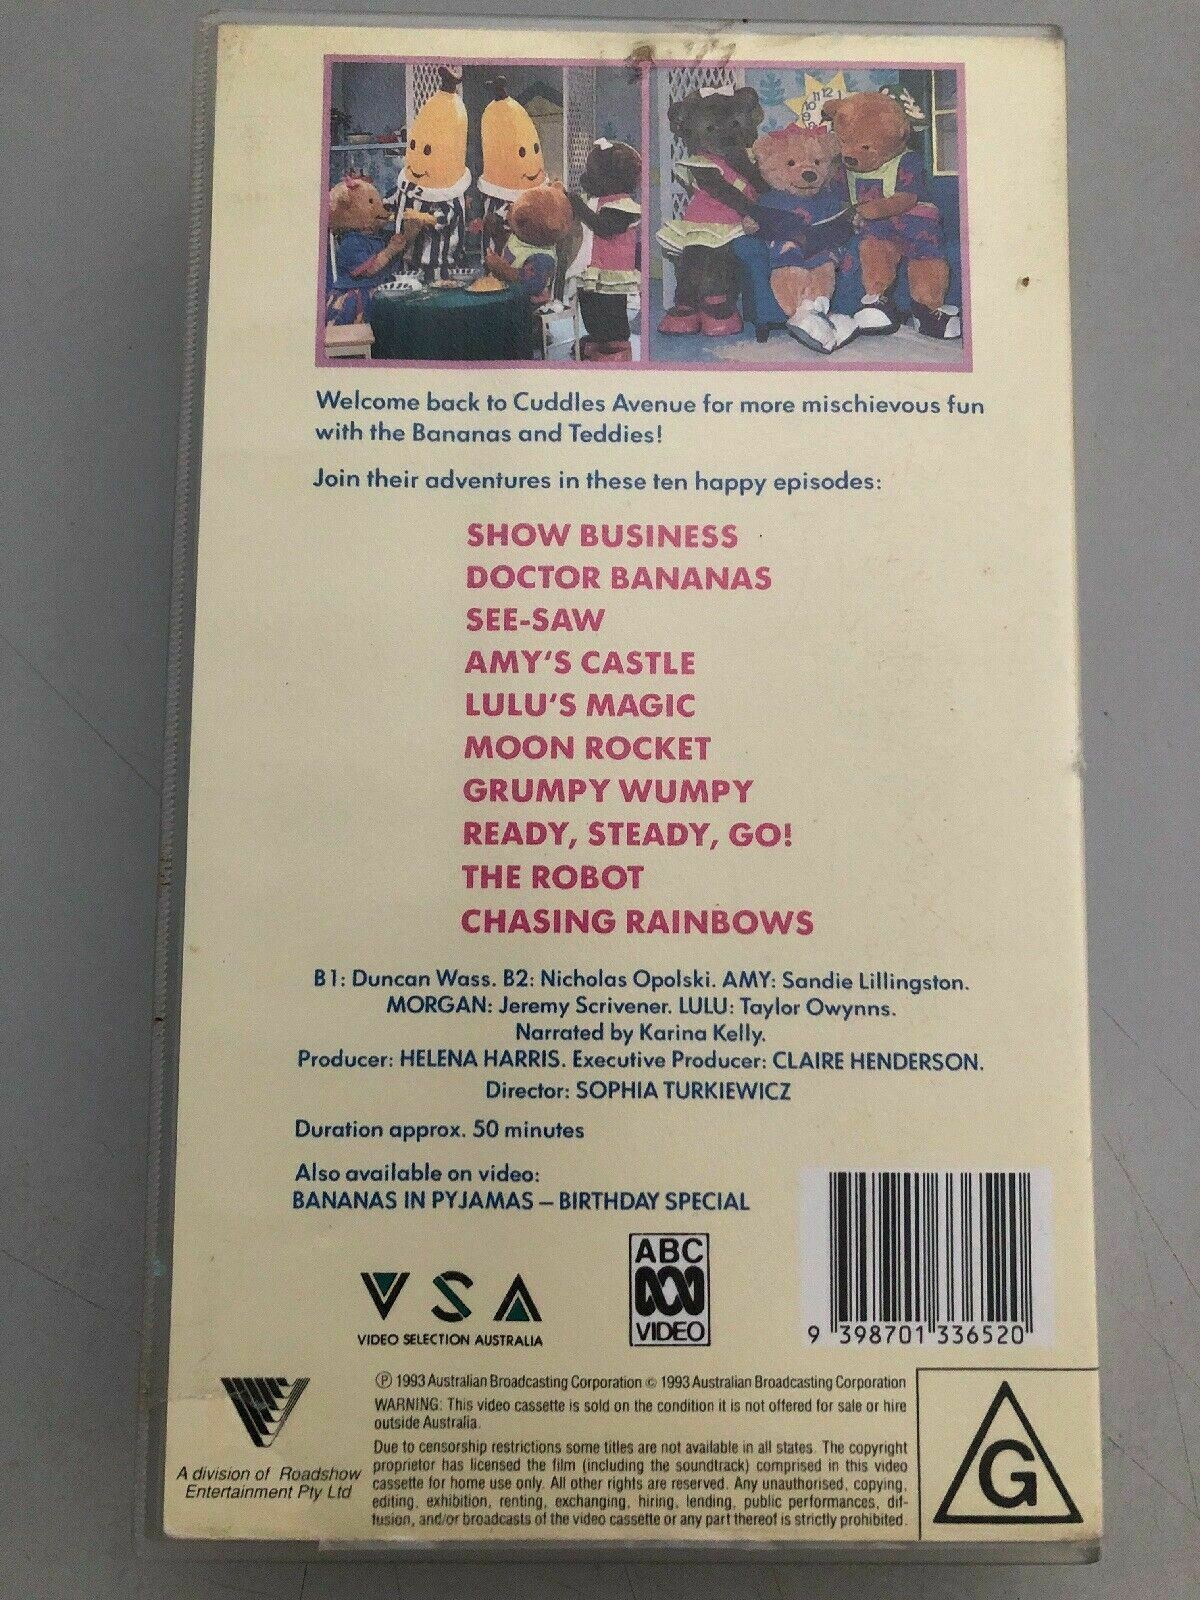 Welcome back to Cuddles Avenue for more mischievous fun
with the Bananas and Teddies!
Join their adventures in these ten happy episodes:
SHOW BUSINESS
DOCTOR BANANAS
SEE-SAW
AMY'S CASTLE
LULU'S MAGIC
MOON ROCKET
GRUMPY WUMPY
READY, STEADY, GO!
THE ROBOT
CHASING RAINBOWS
B1: Duncan Wass. B2: Nicholas Opolski. AMY: Sandie Lillingston.
MORGAN: Jeremy Scrivener. LULU: Taylor Owynns.
Narrated by Karina Kelly.
Producer: HELENA HARRIS. Executive Producer: CLAIRE HENDERSON.
Director: SOPHIA TURKIEWICZ
Duration approx. 50 minutes
Also available on video:
BANANAS IN PYJAMAS – BIRTHDAY SPECIAL
VSA
VIDEO SELECTION AUSTRALIA
ABC
VIDEO
9 398701 336520
A division of Roadshow
Entertainment Pty Ltd
℗ 1993 Australian Broadcasting Corporation © 1993 Australian Broadcasting Corporation
WARNING: This video cassette is sold on the condition it is not offered for sale or hire
outside Australia.
Due to censorship restrictions some titles are not available in all states. The copyright
proprietor has licensed the film (including the soundtrack) comprised in this video
cassette for home use only. All other rights are reserved. Any unauthorised, copying,
editing, exhibition, renting, exchanging, hiring, lending, public performances, dif-
fusion, and/or broadcasts of the video cassette or any part thereof is strictly prohibited.
G